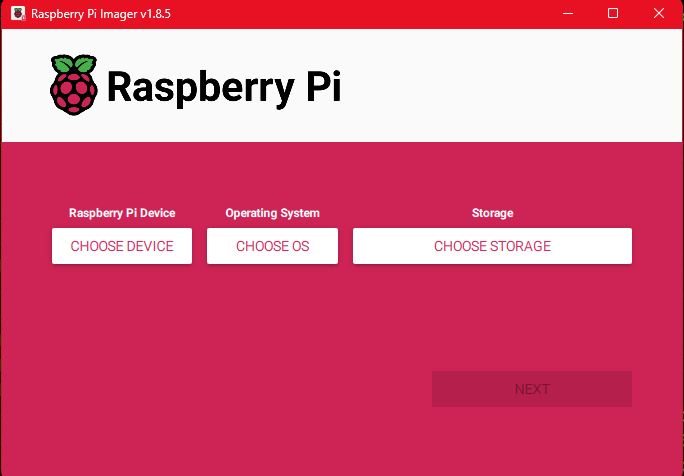 Raspberry Pi Imager v1.8.5
Raspberry Pi
Raspberry Pi Device Operating System Storage
CHOOSE DEVICE CHOOSE OS CHOOSE STORAGE
NEXT